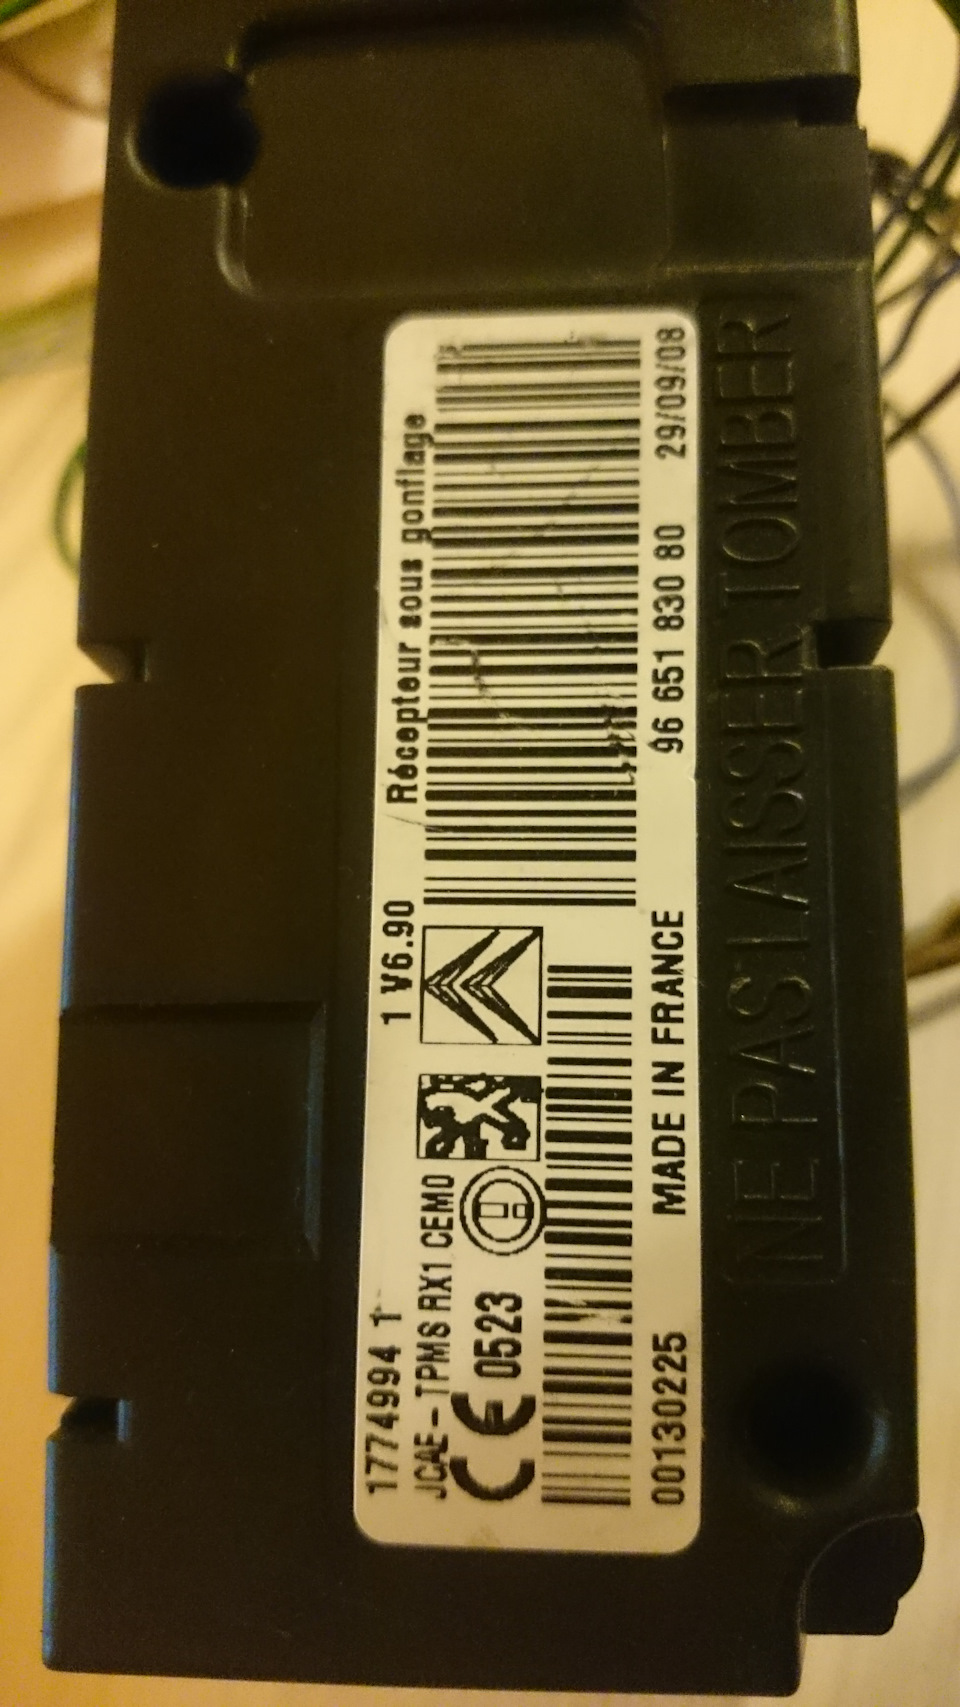 1774994 1 1 V6.90 Récepteur sous gonflage
JCAE - TPMS RX1 CEM0
CE 0523
00130225 MADE IN FRANCE 96 651 830 80 29/09/08
NE PAS LAISSER TOMBER